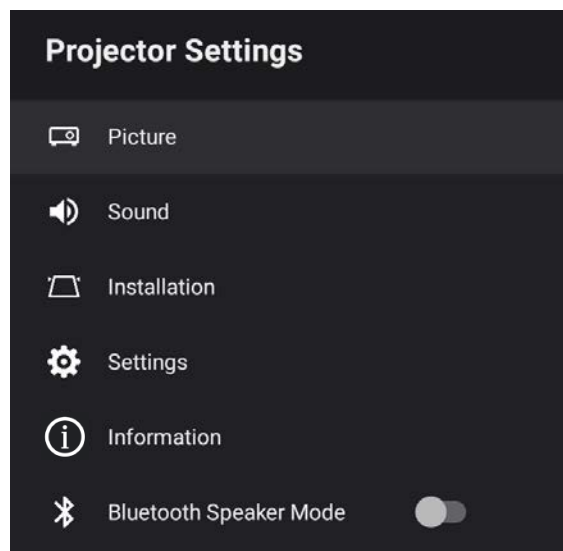 Projector Settings
Picture
Sound
Installation
Settings
Information
Bluetooth Speaker Mode